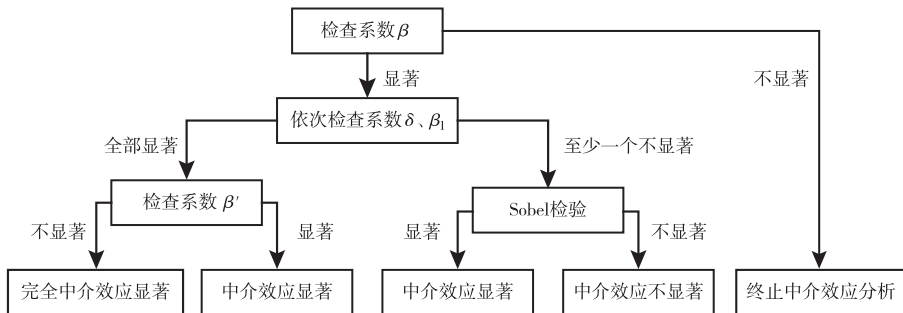 检查系数β
显著
不显著
依次检查系数δ、β₁
全部显著
至少一个不显著
检查系数 β′
Sobel检验
不显著
显著
显著
不显著
完全中介效应显著
中介效应显著
中介效应显著
中介效应不显著
终止中介效应分析